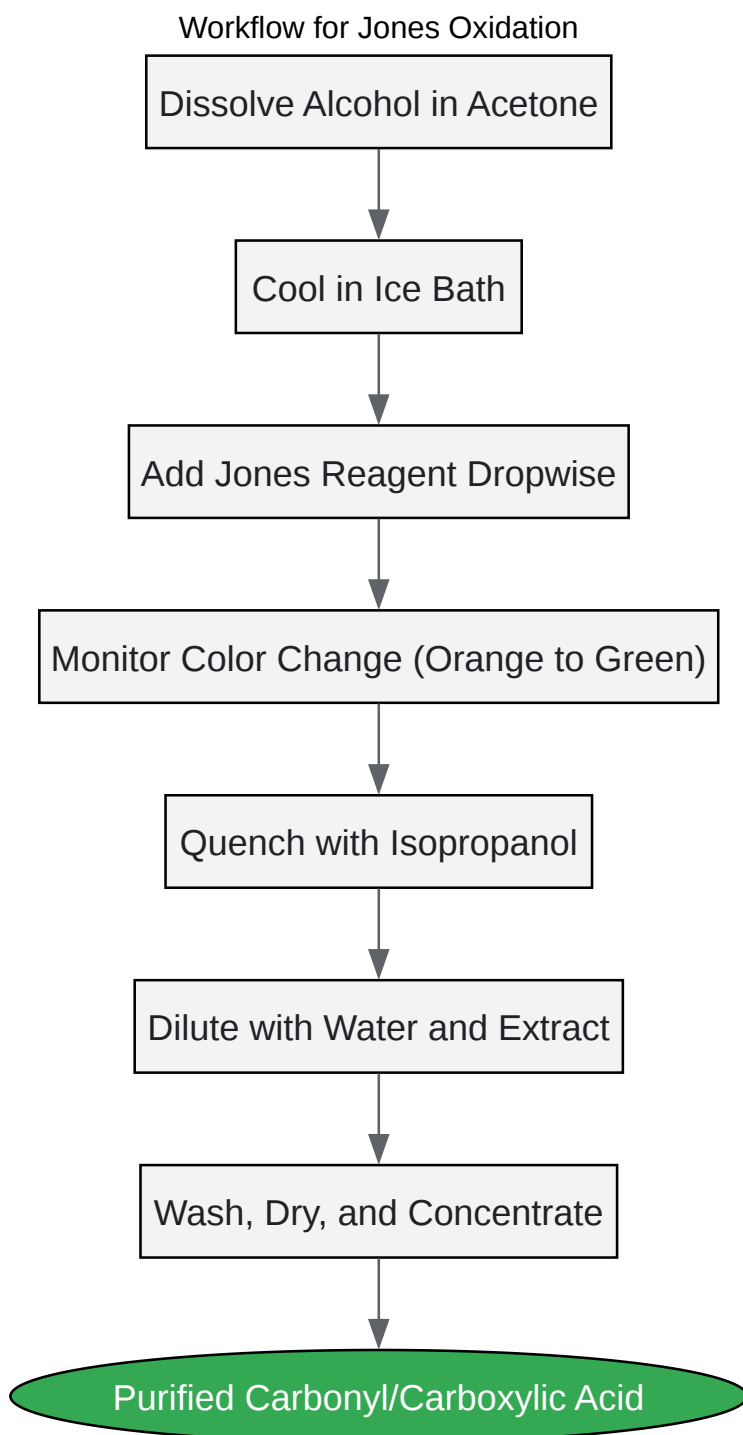 Workflow for Jones Oxidation
Dissolve Alcohol in Acetone
Cool in Ice Bath
Add Jones Reagent Dropwise
Monitor Color Change (Orange to Green)
Quench with Isopropanol
Dilute with Water and Extract
Wash, Dry, and Concentrate
Purified Carbonyl/Carboxylic Acid